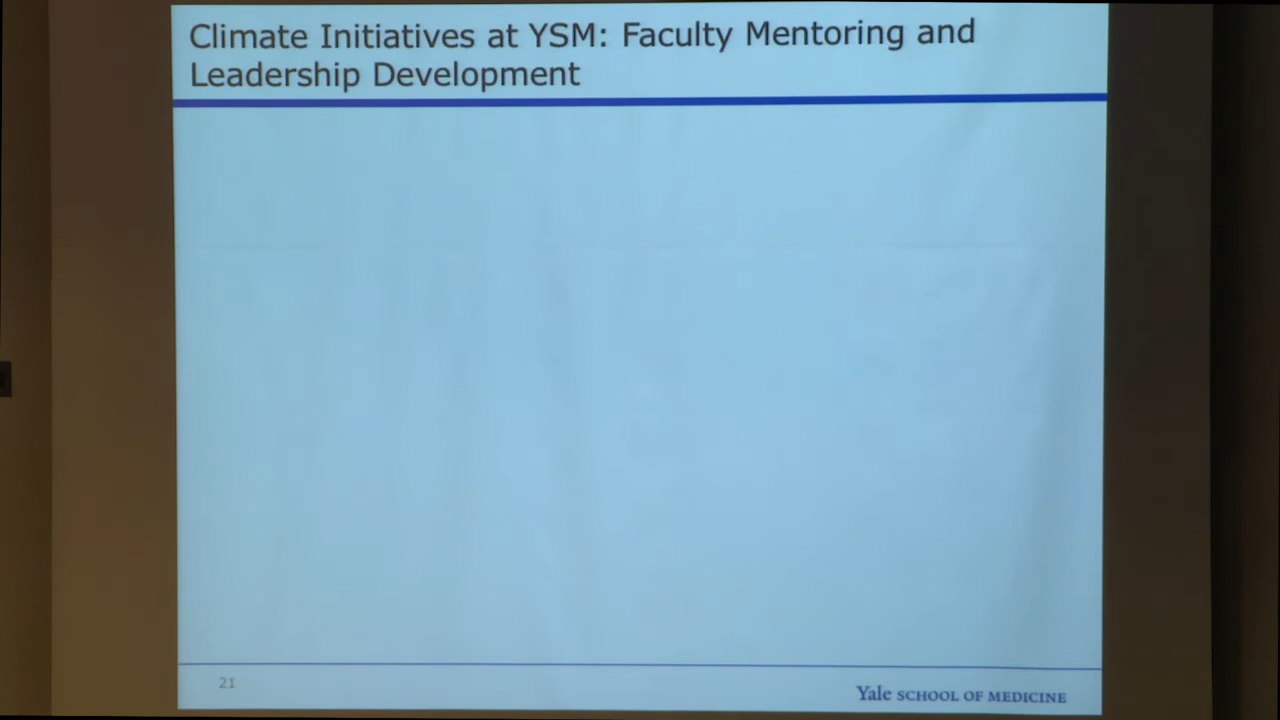 Climate Initiatives at YSM: Faculty Mentoring and
Leadership Development
21
Yale SCHOOL OF MEDICINE